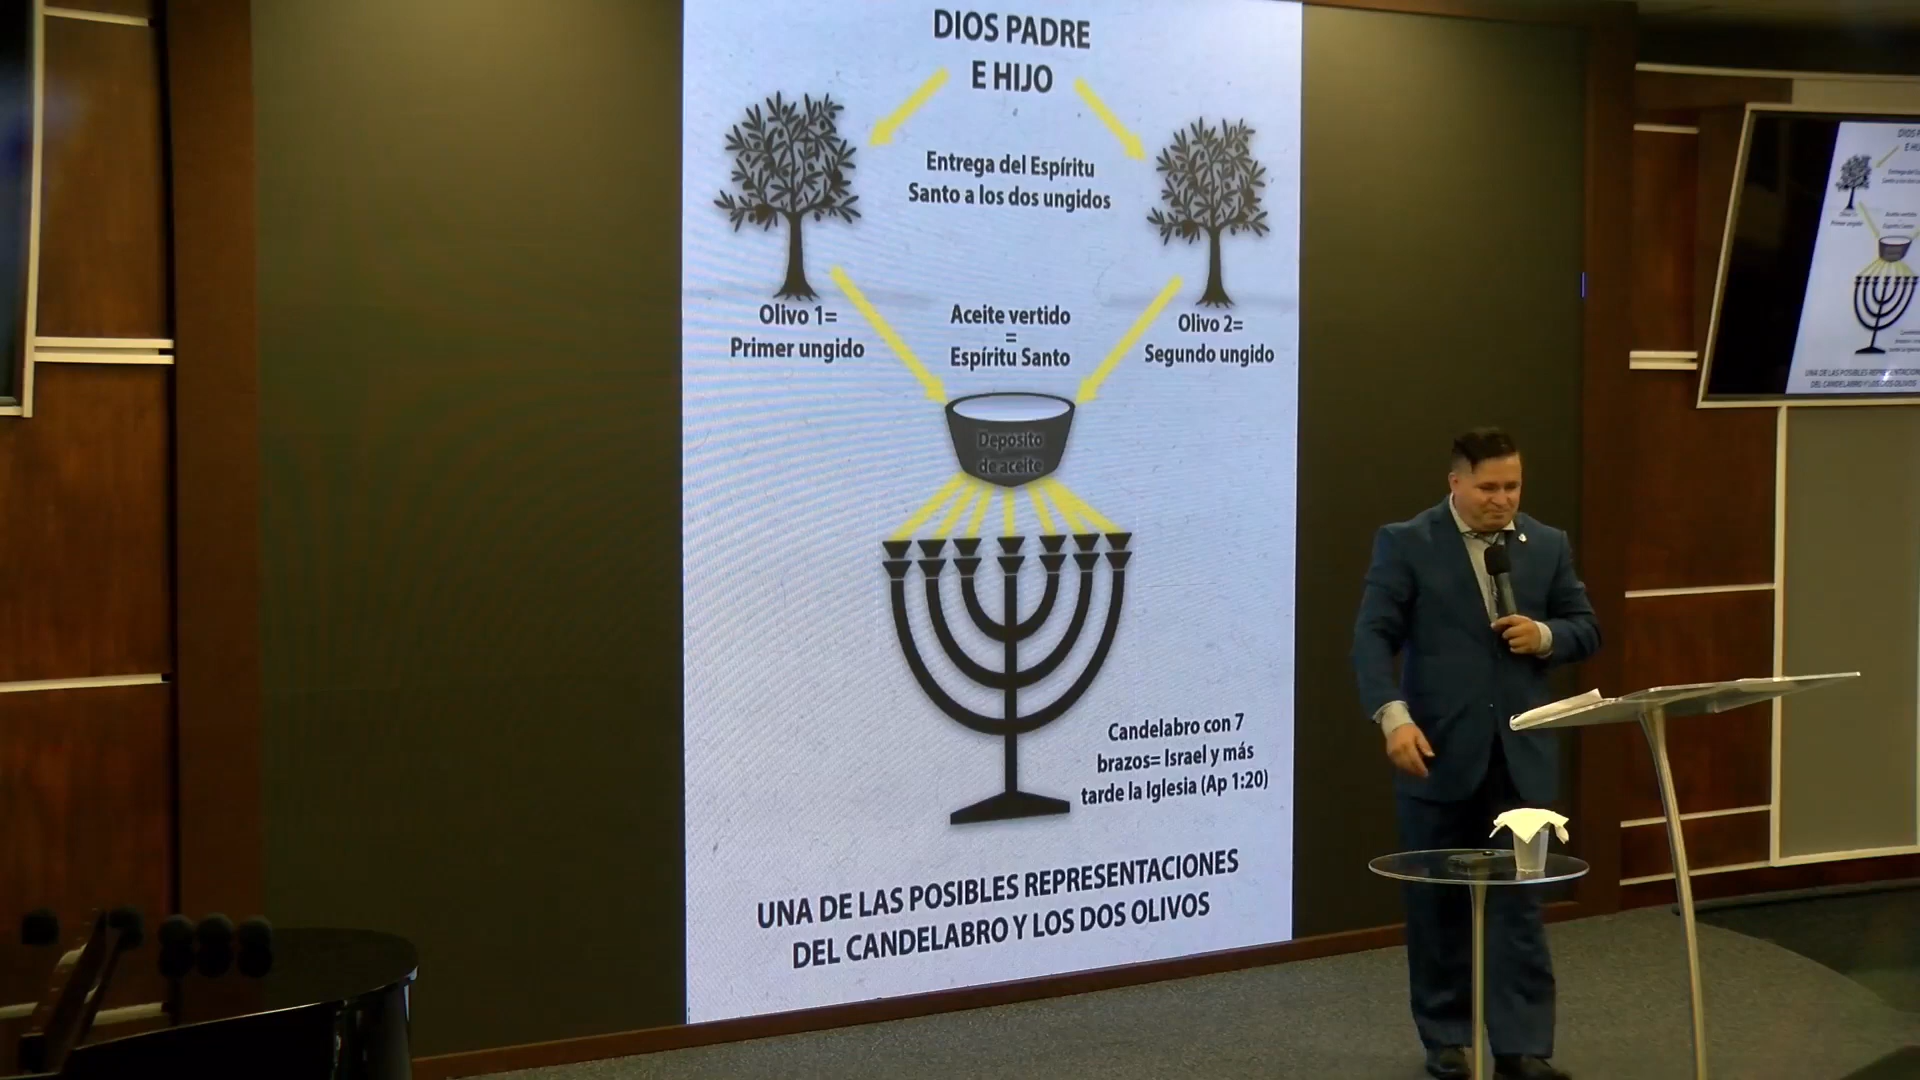 DIOS PADRE
E HIJO
Entrega del Espíritu
Santo a los dos ungidos
Olivo 1=
Primer ungido
Aceite vertido
=
Espíritu Santo
Olivo 2=
Segundo ungido
Deposito
de aceite
Candelabro con 7
brazos= Israel y más
tarde la Iglesia (Ap 1:20)
UNA DE LAS POSIBLES REPRESENTACIONES
DEL CANDELABRO Y LOS DOS OLIVOS